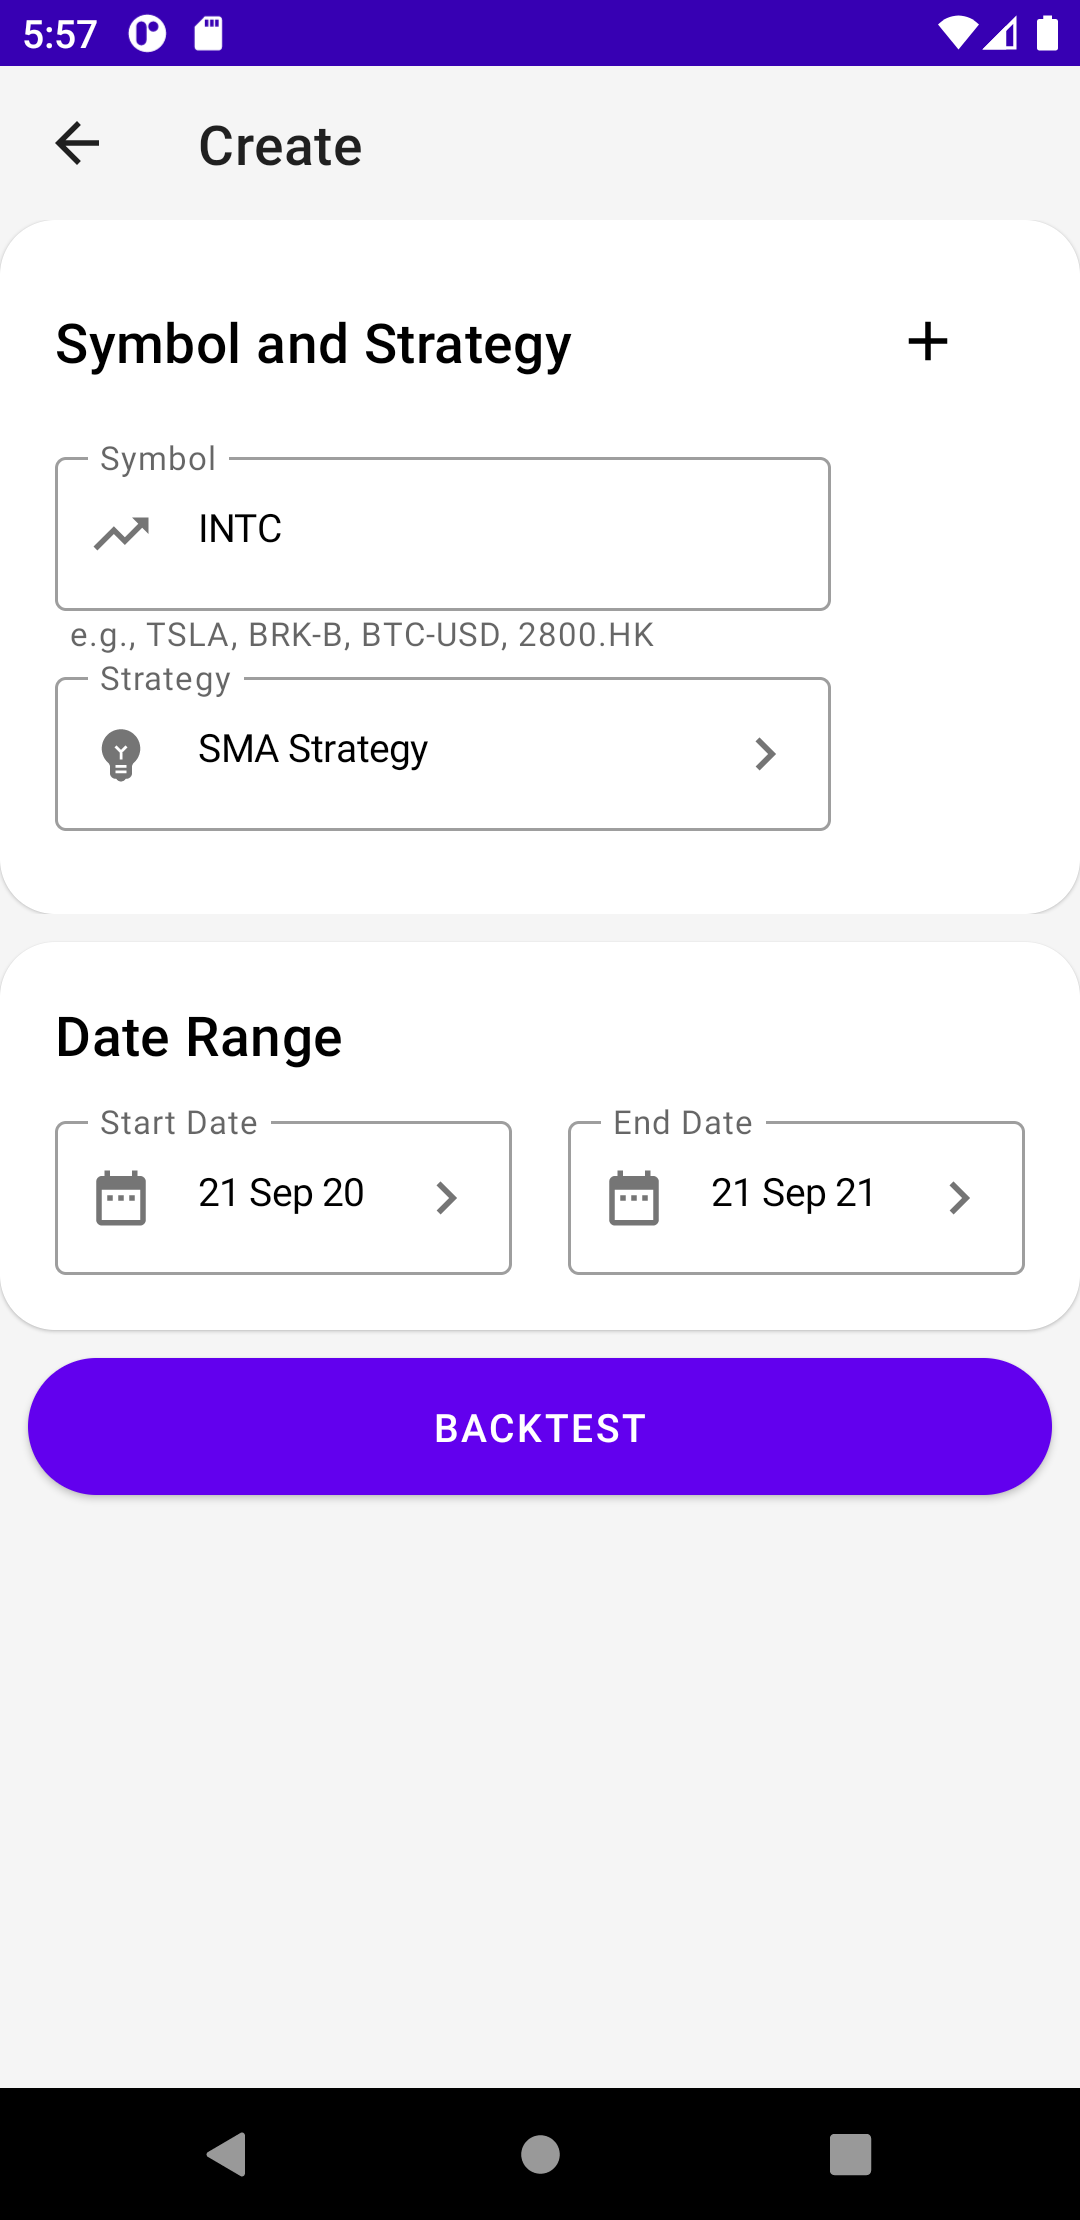 5:57
Create
Symbol and Strategy
Symbol
INTC
e.g., TSLA, BRK-B, BTC-USD, 2800.HK
Strategy
SMA Strategy
Date Range
Start Date
End Date
21 Sep 20
21 Sep 21
BACKTEST